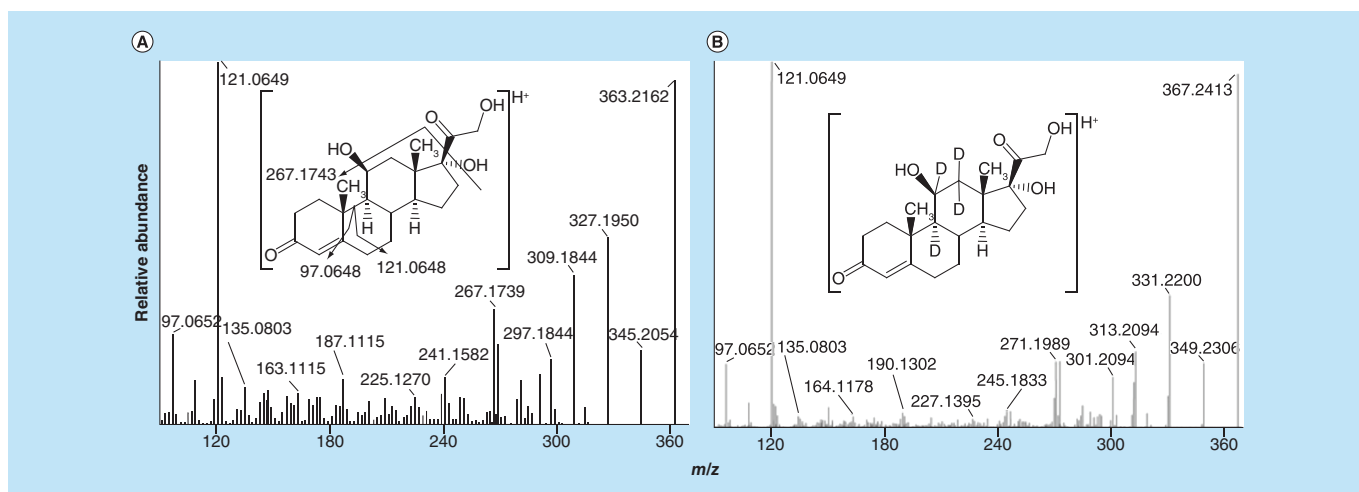 A
Relative abundance
121.0649
363.2162
H+
OH
O
HO
CH3
OH
267.1743
CH3
H
H
O
97.0648
121.0648
327.1950
309.1844
267.1739
97.0652
135.0803
187.1115
297.1844
345.2054
163.1115
241.1582
225.1270
120
180
240
300
360
B
121.0649
367.2413
H+
OH
O
D
HO
D
CH3
OH
CH3
D
H
D
O
331.2200
313.2094
271.1989
349.2306
97.0652
135.0803
190.1302
301.2094
164.1178
245.1833
227.1395
120
180
240
300
360
m/z